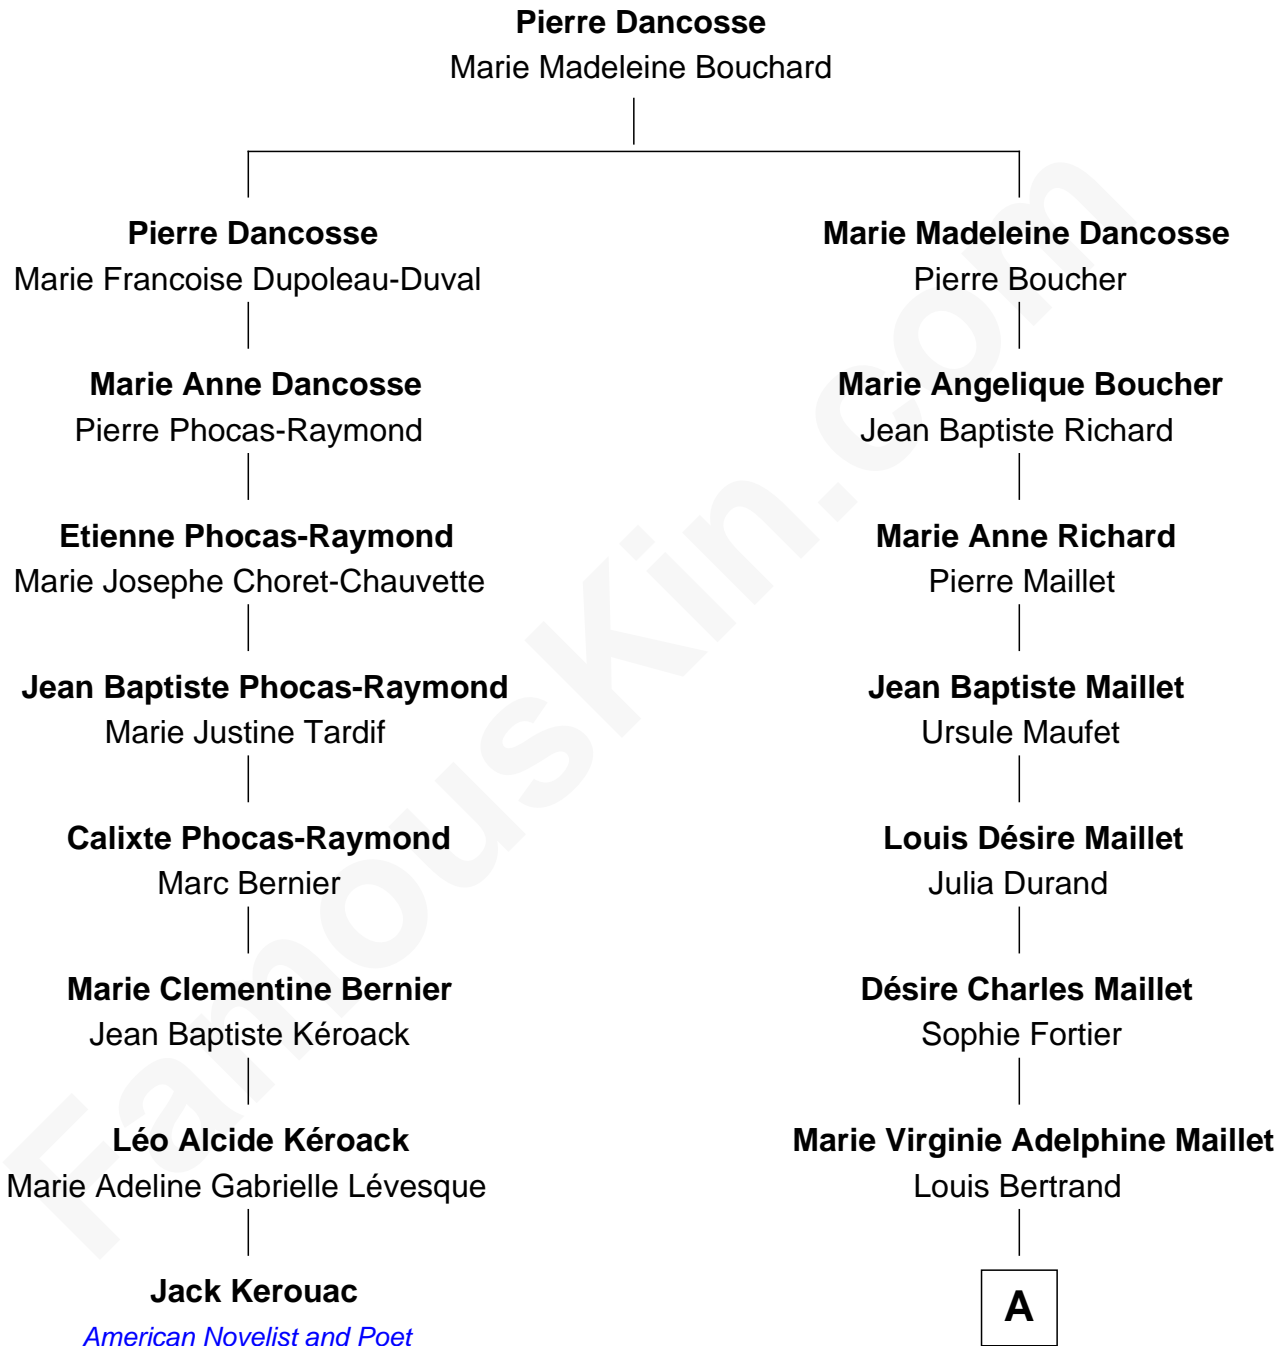 Pierre Dancosse
Marie Madeleine Bouchard
Pierre Dancosse
Marie Francoise Dupoleau-Duval
Marie Anne Dancosse
Pierre Phocas-Raymond
Etienne Phocas-Raymond
Marie Josephe Choret-Chauvette
Jean Baptiste Phocas-Raymond
Marie Justine Tardif
Calixte Phocas-Raymond
Marc Bernier
Marie Clementine Bernier
Jean Baptiste Kéroack
Léo Alcide Kéroack
Marie Adeline Gabrielle Lévesque
Jack Kerouac
American Novelist and Poet
Marie Madeleine Dancosse
Pierre Boucher
Marie Angelique Boucher
Jean Baptiste Richard
Marie Anne Richard
Pierre Maillet
Jean Baptiste Maillet
Ursule Maufet
Louis Désire Maillet
Julia Durand
Désire Charles Maillet
Sophie Fortier
Marie Virginie Adelphine Maillet
Louis Bertrand
A
FamousKin.com